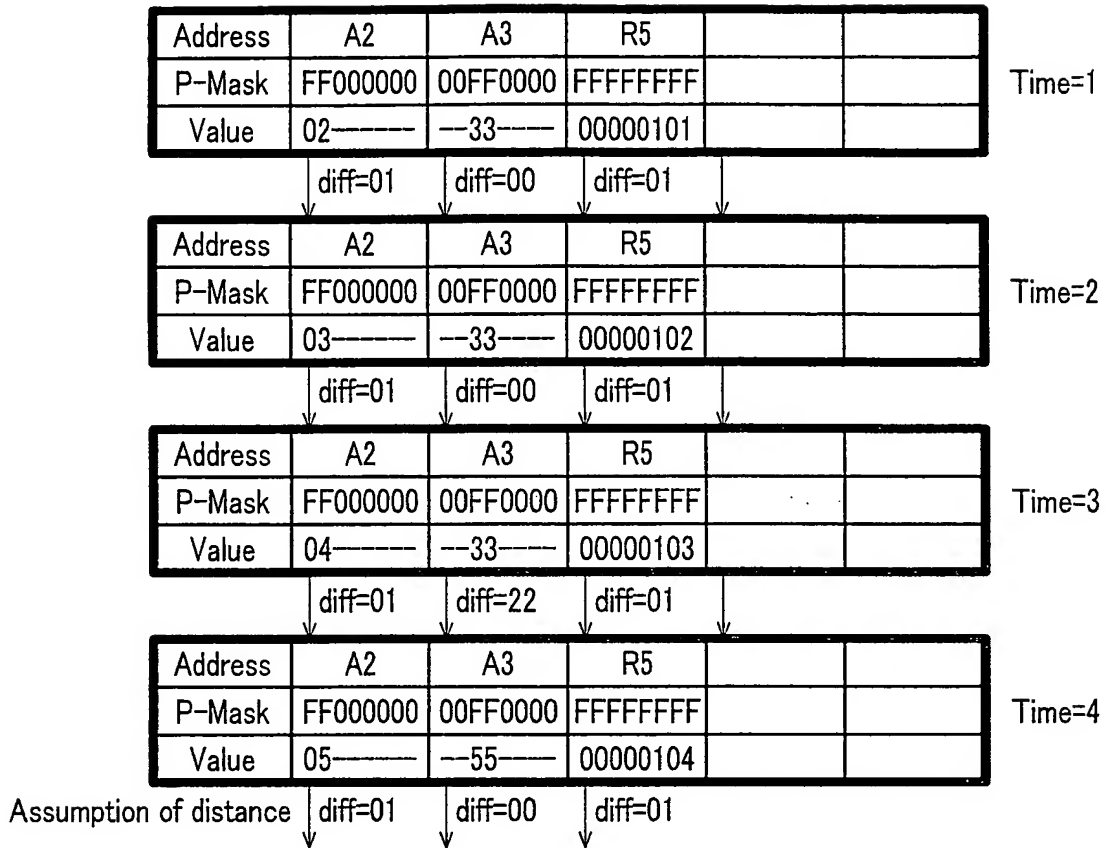 Address A2 A3 R5
P-Mask FF000000 00FF0000 FFFFFFFF Time=1
Value 02------ --33---- 00000101
diff=01 diff=00 diff=01
Address A2 A3 R5
P-Mask FF000000 00FF0000 FFFFFFFF Time=2
Value 03------ --33---- 00000102
diff=01 diff=00 diff=01
Address A2 A3 R5
P-Mask FF000000 00FF0000 FFFFFFFF Time=3
Value 04------ --33---- 00000103
diff=01 diff=22 diff=01
Address A2 A3 R5
P-Mask FF000000 00FF0000 FFFFFFFF Time=4
Value 05------ --55---- 00000104
Assumption of distance diff=01 diff=00 diff=01